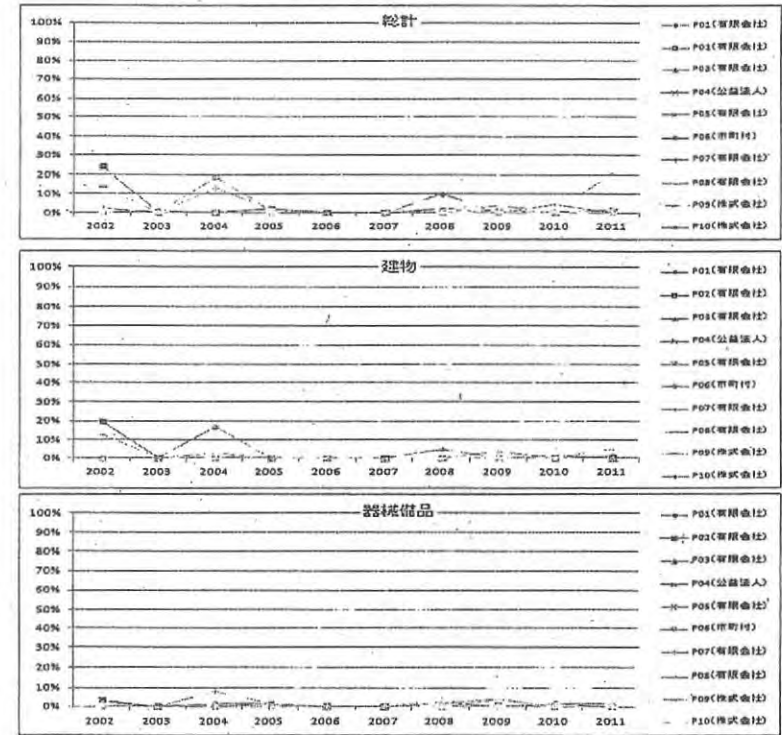 総計
100%
90%
80%
70%
60%
50%
40%
30%
20%
10%
0%
2002 2003 2004 2005 2006 2007 2008 2009 2010 2011
P01(有限会社)
P02(有限会社)
P03(有限会社)
P04(公益法人)
P05(有限会社)
P06(市町村)
P07(有限会社)
P08(有限会社)
P09(株式会社)
P10(株式会社)
建物
100%
90%
80%
70%
60%
50%
40%
30%
20%
10%
0%
2002 2003 2004 2005 2006 2007 2008 2009 2010 2011
P01(有限会社)
P02(有限会社)
P03(有限会社)
P04(公益法人)
P05(有限会社)
P06(市町村)
P07(有限会社)
P08(有限会社)
P09(株式会社)
P10(株式会社)
器械備品
100%
90%
80%
70%
60%
50%
40%
30%
20%
10%
0%
2002 2003 2004 2005 2006 2007 2008 2009 2010 2011
P01(有限会社)
P02(有限会社)
P03(有限会社)
P04(公益法人)
P05(有限会社)
P06(市町村)
P07(有限会社)
P08(有限会社)
P09(株式会社)
P10(株式会社)